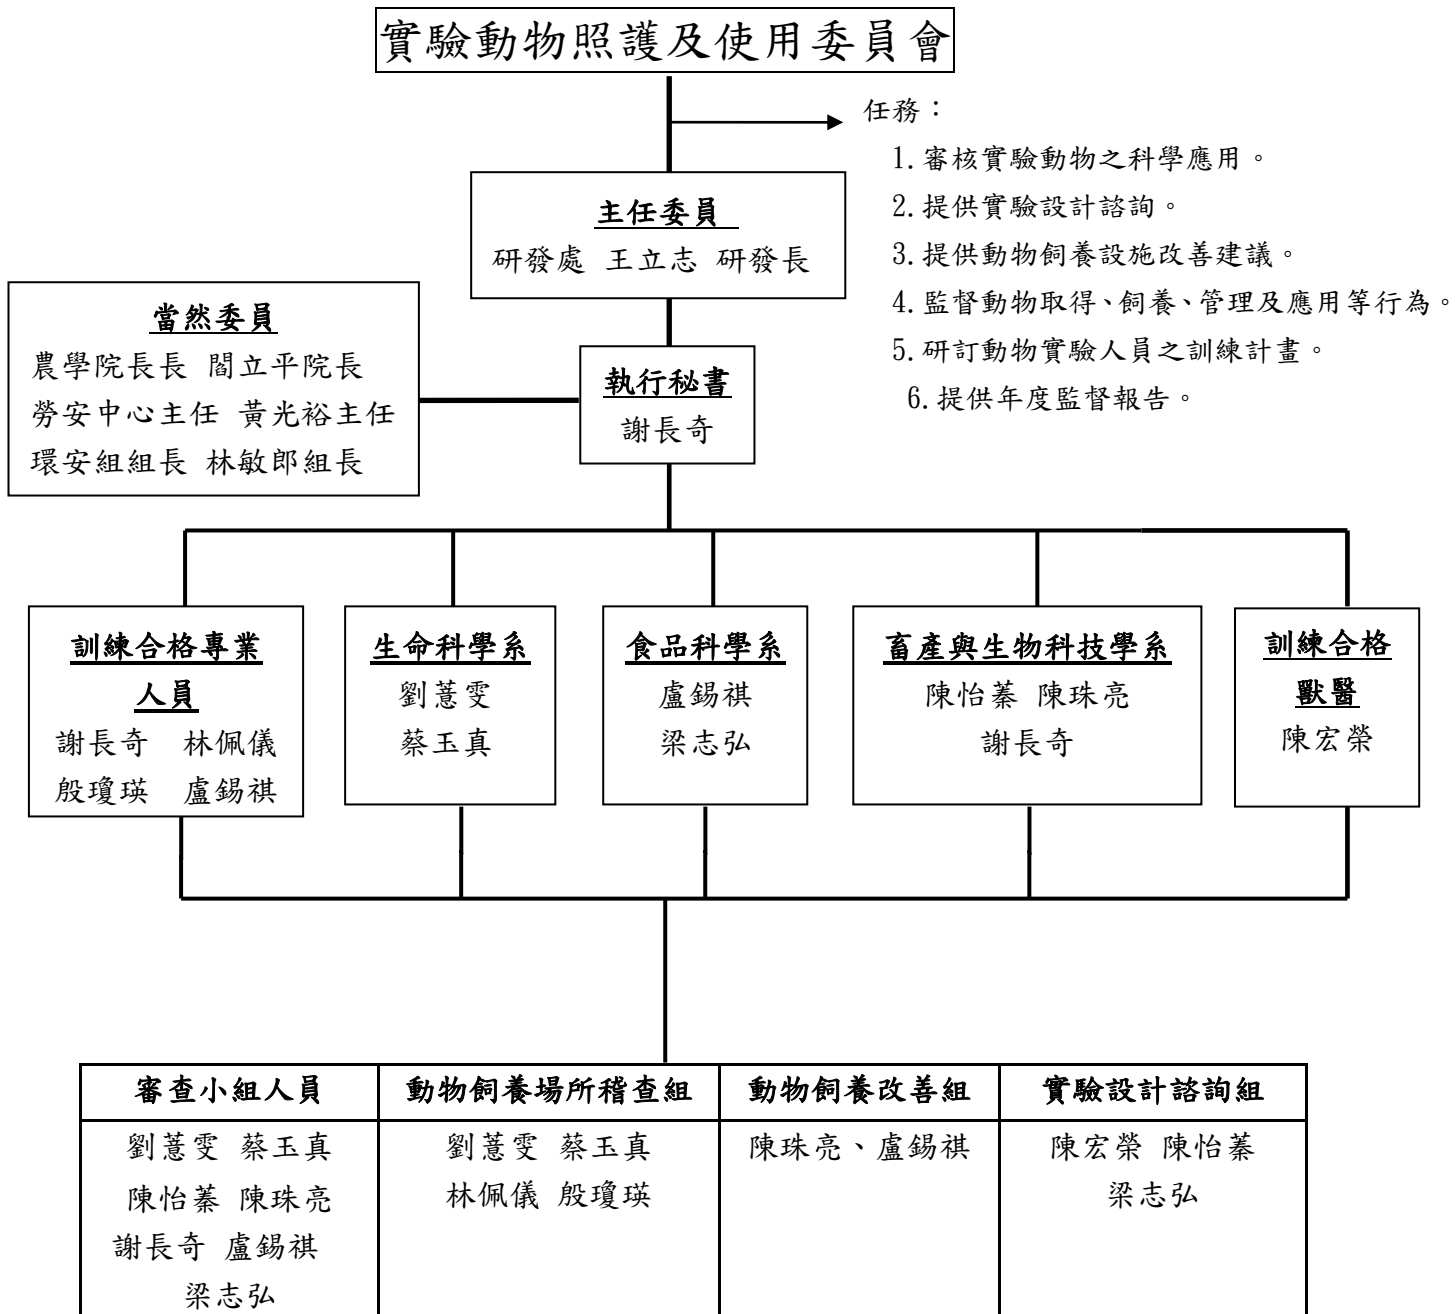 實驗動物照護及使用委員會
任務：
1.審核實驗動物之科學應用。
2.提供實驗設計諮詢。
3.提供動物飼養設施改善建議。
4.監督動物取得、飼養、管理及應用等行為。
5.研訂動物實驗人員之訓練計畫。
6.提供年度監督報告。
主任委員
研發處 王立志 研發長
當然委員
農學院長長 閻立平院長
勞安中心主任 黃光裕主任
環安組組長 林敏郎組長
執行秘書
謝長奇
訓練合格專業
人員
謝長奇 林佩儀
殷瓊瑛 盧錫祺
生命科學系
劉薏雯
蔡玉真
食品科學系
盧錫祺
梁志弘
畜產與生物科技學系
陳怡蓁 陳珠亮
謝長奇
訓練合格
獸醫
陳宏榮
審查小組人員
劉薏雯 蔡玉真
陳怡蓁 陳珠亮
謝長奇 盧錫祺
梁志弘
動物飼養場所稽查組
劉薏雯 蔡玉真
林佩儀 殷瓊瑛
動物飼養改善組
陳珠亮、盧錫祺
實驗設計諮詢組
陳宏榮 陳怡蓁
梁志弘